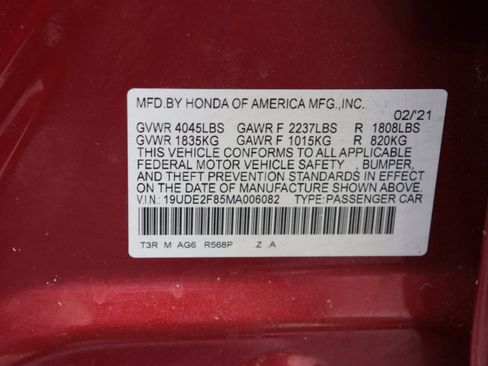 MFD.BY HONDA OF AMERICA MFG.,INC.
02/'21
GVWR 4045LBS GAWR F 2237LBS R 1808LBS
GVWR 1835KG GAWR F 1015KG R 820KG
THIS VEHICLE CONFORMS TO ALL APPLICABLE
FEDERAL MOTOR VEHICLE SAFETY , BUMPER,
AND THEFT PREVENTION STANDARDS IN EFFECT
ON THE DATE OF MANUFACTURE SHOWN ABOVE.
V.I.N.: 19UDE2F85MA006082 TYPE:PASSENGER CAR
T3R M AG6 R568P .Z .A